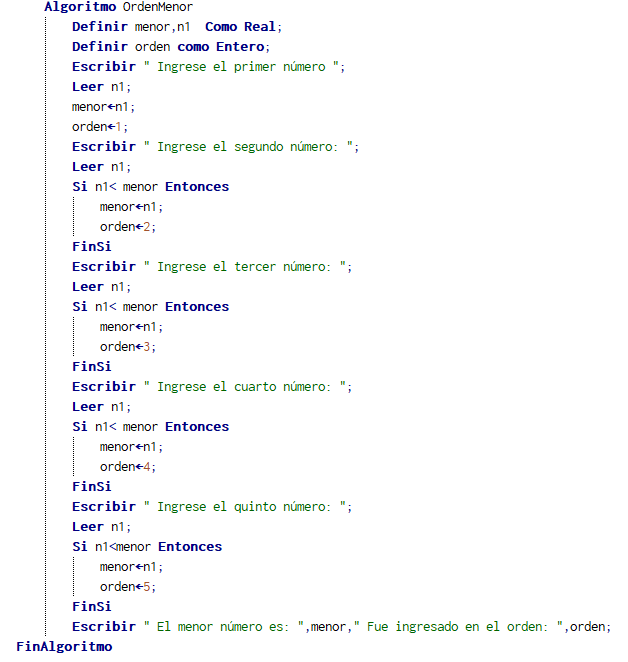 Algoritmo OrdenMenor
Definir menor,n1  Como Real;
Definir orden como Entero;
Escribir " Ingrese el primer número ";
Leer n1;
menor←n1;
orden←1;
Escribir " Ingrese el segundo número: ";
Leer n1;
Si n1< menor Entonces
menor←n1;
orden←2;
FinSi
Escribir " Ingrese el tercer número: ";
Leer n1;
Si n1< menor Entonces
menor←n1;
orden←3;
FinSi
Escribir " Ingrese el cuarto número: ";
Leer n1;
Si n1< menor Entonces
menor←n1;
orden←4;
FinSi
Escribir " Ingrese el quinto número: ";
Leer n1;
Si n1<menor Entonces
menor←n1;
orden←5;
FinSi
Escribir " El menor número es: ",menor," Fue ingresado en el orden: ",orden;
FinAlgoritmo